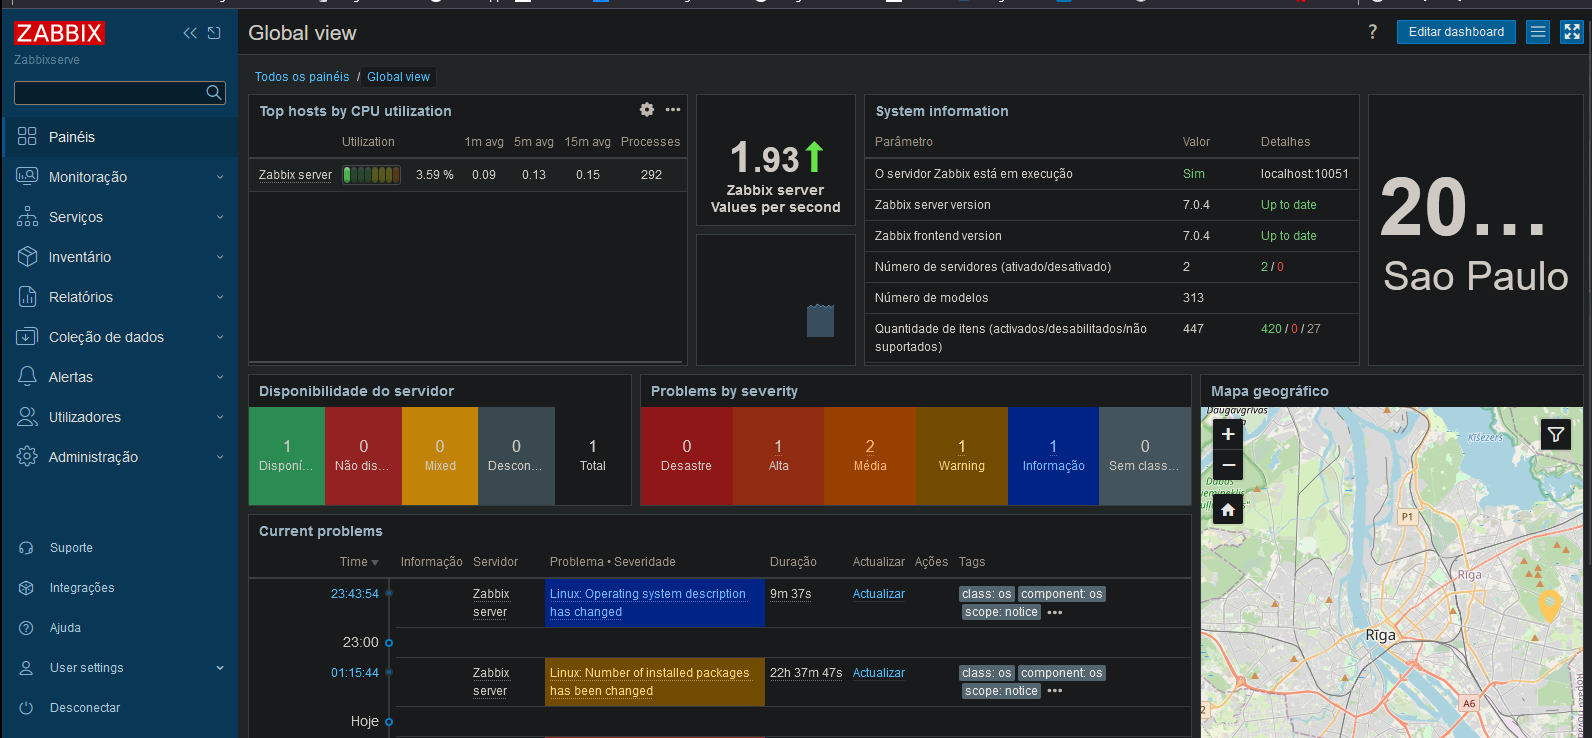 ZABBIX
Zabbixserve
Painéis
Monitoração
Serviços
Inventário
Relatórios
Coleção de dados
Alertas
Utilizadores
Administração
Suporte
Integrações
Ajuda
User settings
Desconectar
Global view
? Editar dashboard
Todos os painéis / Global view
Top hosts by CPU utilization
Utilization 1m avg 5m avg 15m avg Processes
Zabbix server 3.59 % 0.09 0.13 0.15 292
1.93
Zabbix server
Values per second
System information
Parâmetro Valor Detalhes
O servidor Zabbix está em execução Sim localhost:10051
Zabbix server version 7.0.4 Up to date
Zabbix frontend version 7.0.4 Up to date
Número de servidores (ativado/desativado) 2 2 / 0
Número de modelos 313
Quantidade de itens (activados/desabilitados/não 447 420 / 0 / 27
suportados)
20...
Sao Paulo
Disponibilidade do servidor
1 0 0 0 1
Disponí... Não dis... Mixed Descon... Total
Problems by severity
0 1 2 1 1 0
Desastre Alta Média Warning Informação Sem class...
Current problems
Time Informação Servidor Problema • Severidade Duração Actualizar Ações Tags
23:43:54 Zabbix Linux: Operating system description 9m 37s Actualizar class: os component: os
server has changed scope: notice •••
23:00
01:15:44 Zabbix Linux: Number of installed packages 22h 37m 47s Actualizar class: os component: os
server has been changed scope: notice •••
Hoje
Mapa geográfico
Daugavgrīvas
+
−
Ķīšezers
P1
Rīga
Rīga
A6